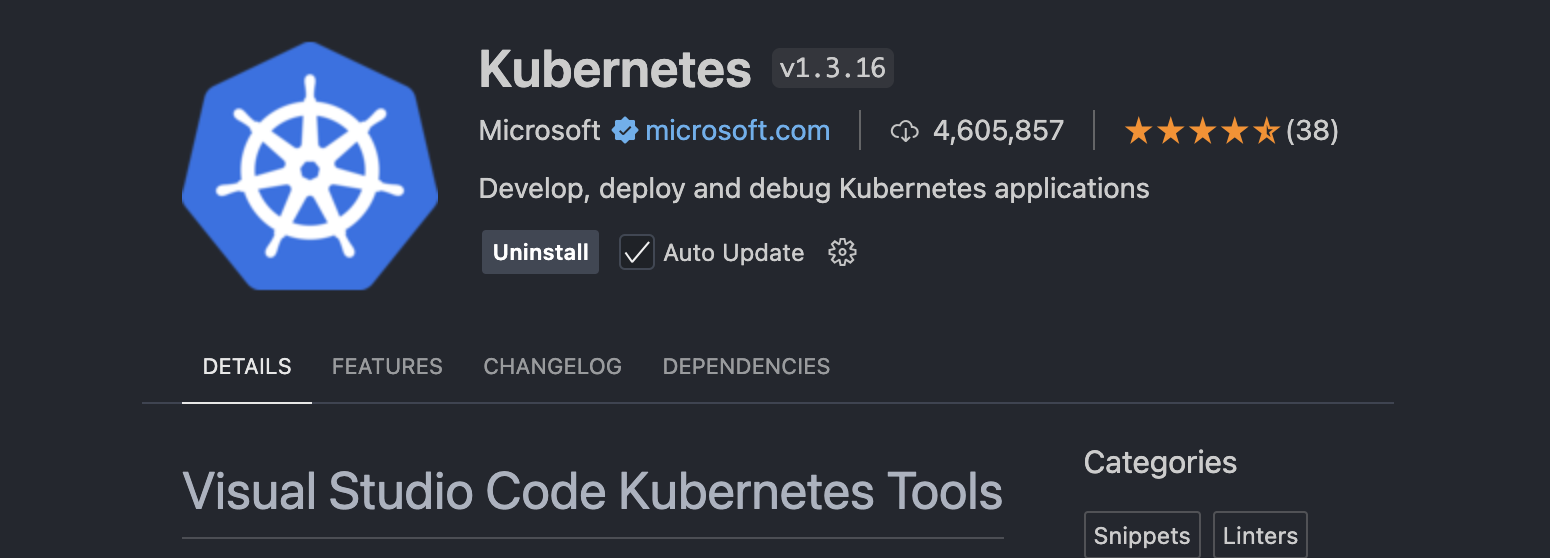 Kubernetes v1.3.16
Microsoft microsoft.com 4,605,857 (38)
Develop, deploy and debug Kubernetes applications
Uninstall Auto Update
DETAILS FEATURES CHANGELOG DEPENDENCIES
Visual Studio Code Kubernetes Tools
Categories
Snippets Linters